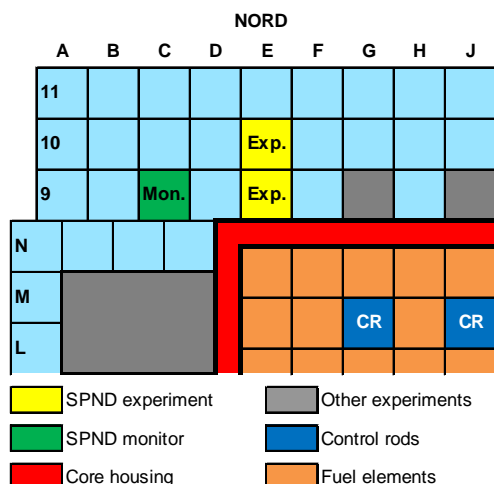 NORD
A B C D E F G H J
11
10 Exp.
9 Mon. Exp.
N
M CR CR
L
SPND experiment Other experiments
SPND monitor Control rods
Core housing Fuel elements